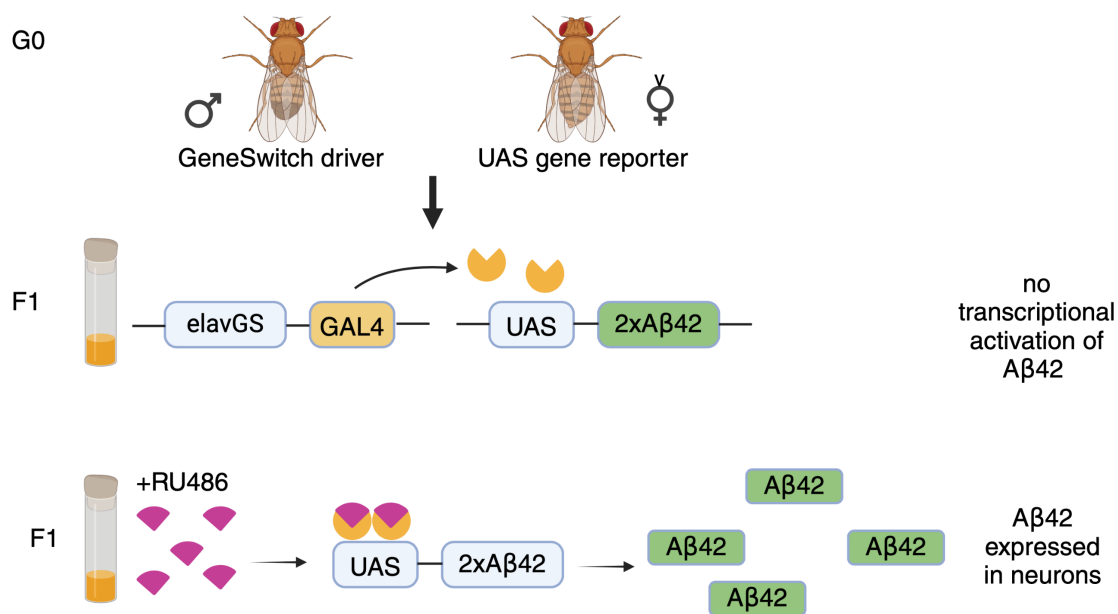 G0
♂
v
♀
GeneSwitch driver
UAS gene reporter
F1
elavGS
GAL4
UAS
2xAβ42
no
transcriptional
activation of
Aβ42
F1
+RU486
UAS
2xAβ42
Aβ42
Aβ42
Aβ42
Aβ42
Aβ42
expressed
in neurons